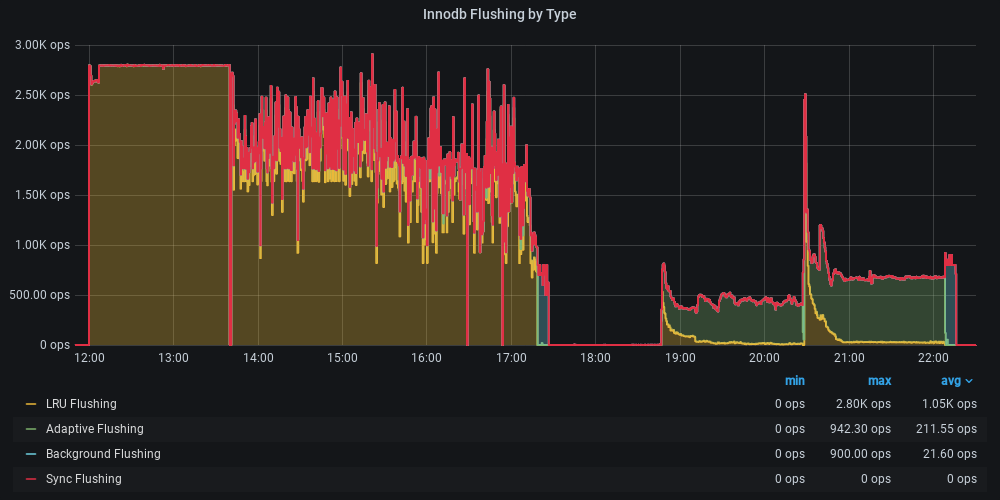 Innodb Flushing by Type
3.00K ops
2.50K ops
2.00K ops
1.50K ops
1.00K ops
500.00 ops
0 ops
12:00 13:00 14:00 15:00 16:00 17:00 18:00 19:00 20:00 21:00 22:00
min max avg
LRU Flushing 0 ops 2.80K ops 1.05K ops
Adaptive Flushing 0 ops 942.30 ops 211.55 ops
Background Flushing 0 ops 900.00 ops 21.60 ops
Sync Flushing 0 ops 0 ops 0 ops